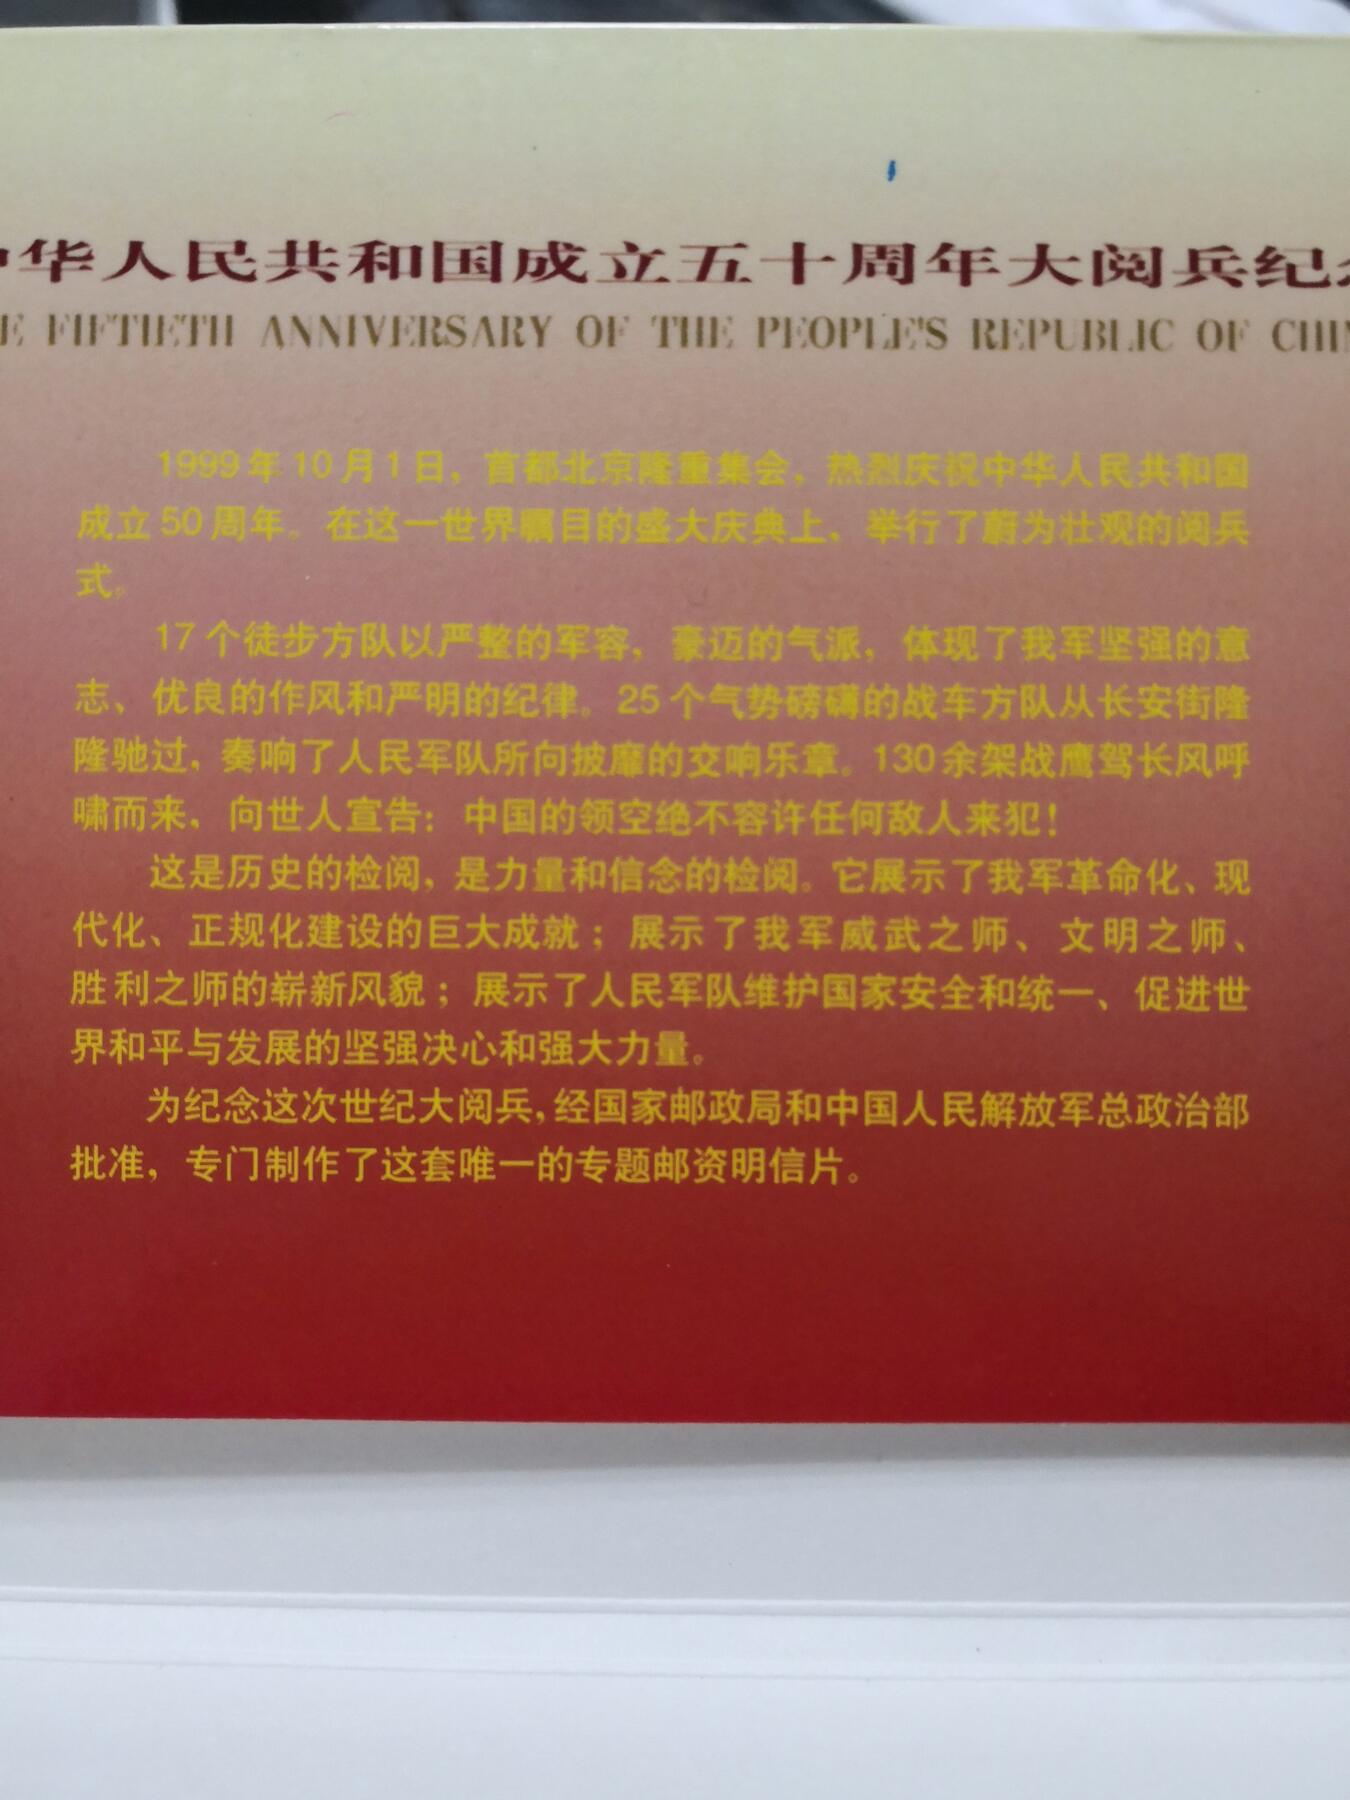 华人民共和国成立五十周年大阅兵纪
E FIFTIETH ANNIVERSARY OF THE PEOPLE'S REPUBLIC OF CHIN
1999年10月1日，首都北京隆重集会，热烈庆祝中华人民共和国
成立50周年。在这一世界瞩目的盛大庆典上，举行了蔚为壮观的阅兵
式。
17个徒步方队以严整的军容，豪迈的气派，体现了我军坚强的意
志、优良的作风和严明的纪律。25个气势磅礴的战车方队从长安街隆
隆驰过，奏响了人民军队所向披靡的交响乐章。130余架战鹰驾长风呼
啸而来，向世人宣告：中国的领空绝不容许任何敌人来犯！
这是历史的检阅，是力量和信念的检阅。它展示了我军革命化、现
代化、正规化建设的巨大成就；展示了我军威武之师、文明之师、
胜利之师的崭新风貌；展示了人民军队维护国家安全和统一、促进世
界和平与发展的坚强决心和强大力量。
为纪念这次世纪大阅兵，经国家邮政局和中国人民解放军总政治部
批准，专门制作了这套唯一的专题邮资明信片。